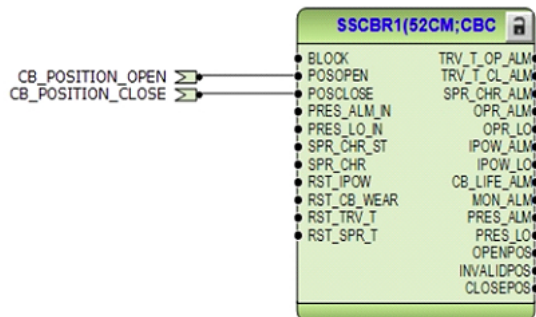 SSCBR1(52CM;CBC
CB_POSITION_OPEN
CB_POSITION_CLOSE
BLOCK
POSOPEN
POSCLOSE
PRES_ALM_IN
PRES_LO_IN
SPR_CHR_ST
SPR_CHR
RST_IPOW
RST_CB_WEAR
RST_TRV_T
RST_SPR_T
TRV_T_OP_ALM
TRV_T_CL_ALM
SPR_CHR_ALM
OPR_ALM
OPR_LO
IPOW_ALM
IPOW_LO
CB_LIFE_ALM
MON_ALM
PRES_ALM
PRES_LO
OPENPOS
INVALIDPOS
CLOSEPOS